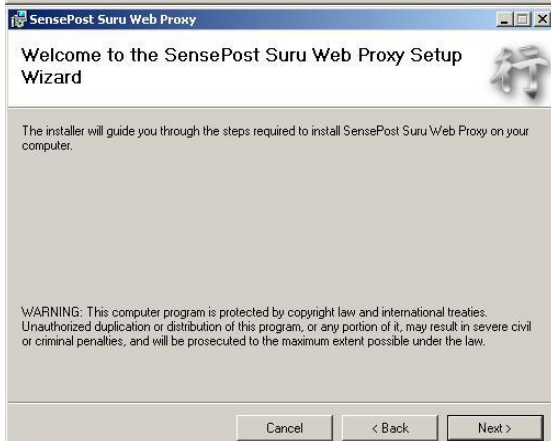 SensePost Suru Web Proxy
Welcome to the SensePost Suru Web Proxy Setup
Wizard
行
The installer will guide you through the steps required to install SensePost Suru Web Proxy on your
computer.
WARNING: This computer program is protected by copyright law and international treaties.
Unauthorized duplication or distribution of this program, or any portion of it, may result in severe civil
or criminal penalties, and will be prosecuted to the maximum extent possible under the law.
Cancel < Back Next >